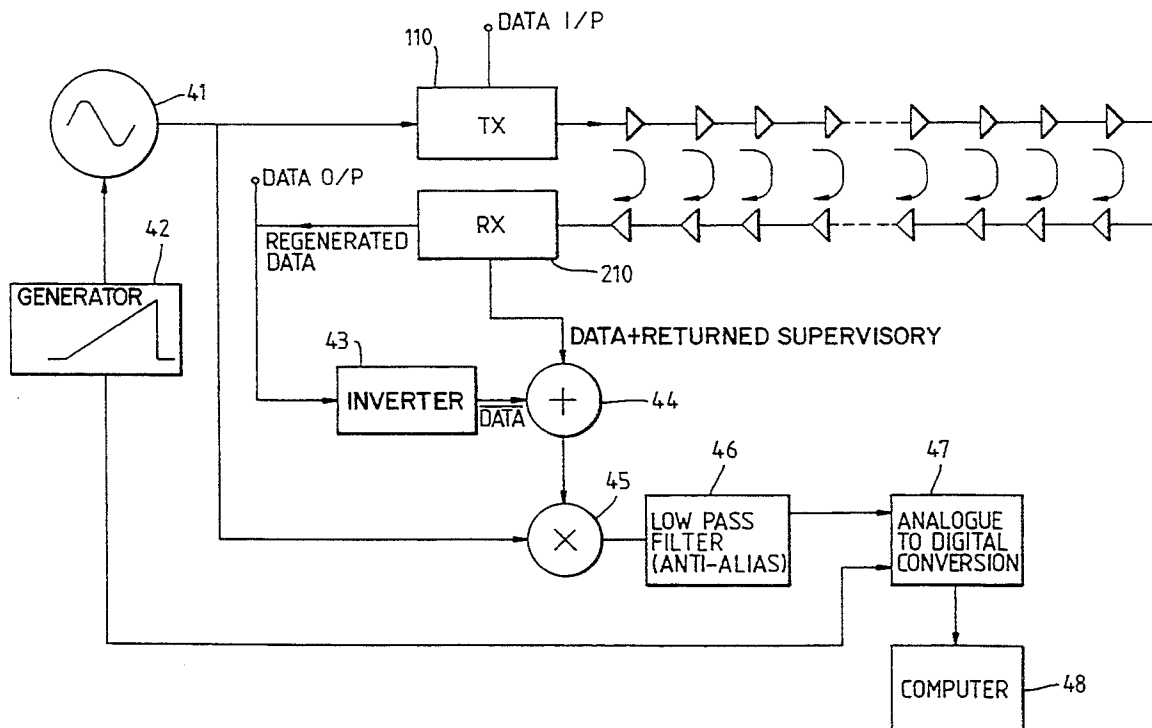 DATA I/P
110
41
TX
DATA O/P
REGENERATED
DATA
RX
210
42
GENERATOR
DATA+RETURNED SUPERVISORY
43
INVERTER
DATA
+
44
45
×
46
LOW PASS
FILTER
(ANTI-ALIAS)
47
ANALOGUE
TO DIGITAL
CONVERSION
COMPUTER
48